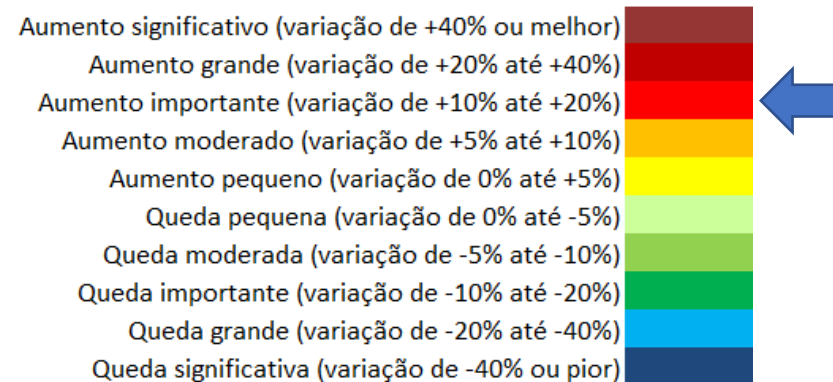 Aumento significativo (variação de +40% ou melhor)
Aumento grande (variação de +20% até +40%)
Aumento importante (variação de +10% até +20%)
Aumento moderado (variação de +5% até +10%)
Aumento pequeno (variação de 0% até +5%)
Queda pequena (variação de 0% até -5%)
Queda moderada (variação de -5% até -10%)
Queda importante (variação de -10% até -20%)
Queda grande (variação de -20% até -40%)
Queda significativa (variação de -40% ou pior)